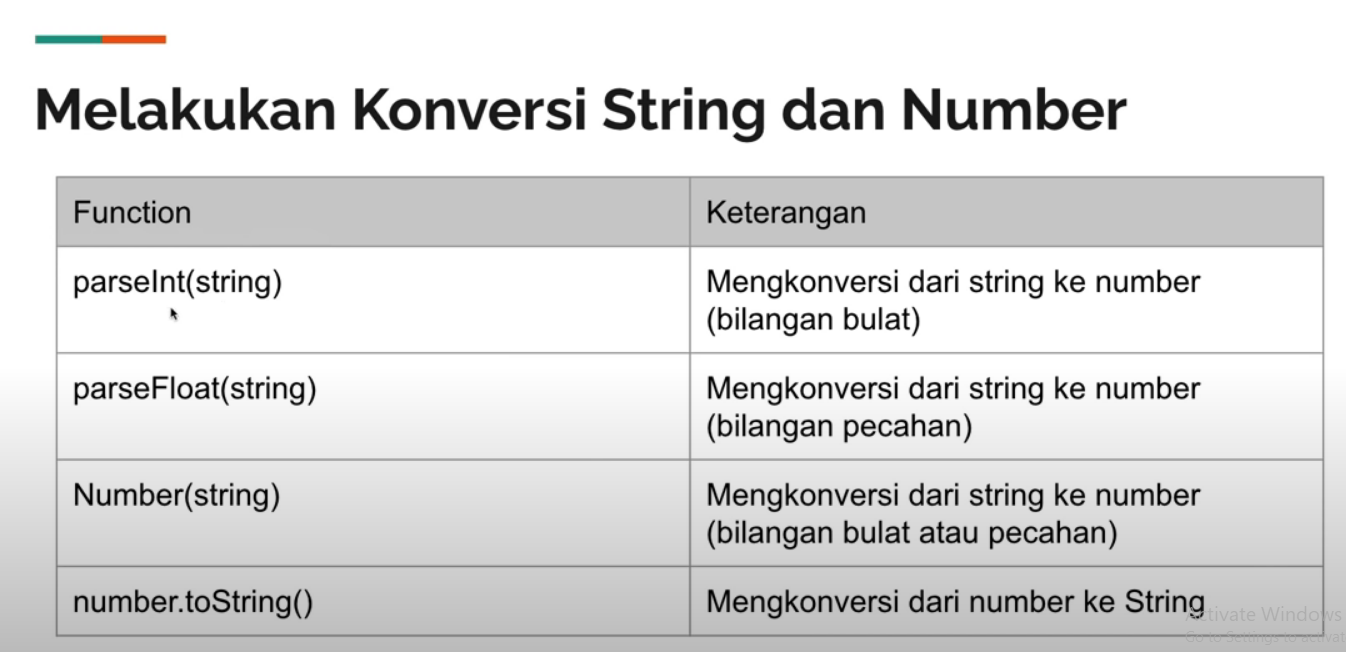 Melakukan Konversi String dan Number
Function
Keterangan
parseInt(string)
Mengkonversi dari string ke number
(bilangan bulat)
parseFloat(string)
Mengkonversi dari string ke number
(bilangan pecahan)
Number(string)
Mengkonversi dari string ke number
(bilangan bulat atau pecahan)
number.toString()
Mengkonversi dari number ke String
Activate Windows
Go to Settings to activat